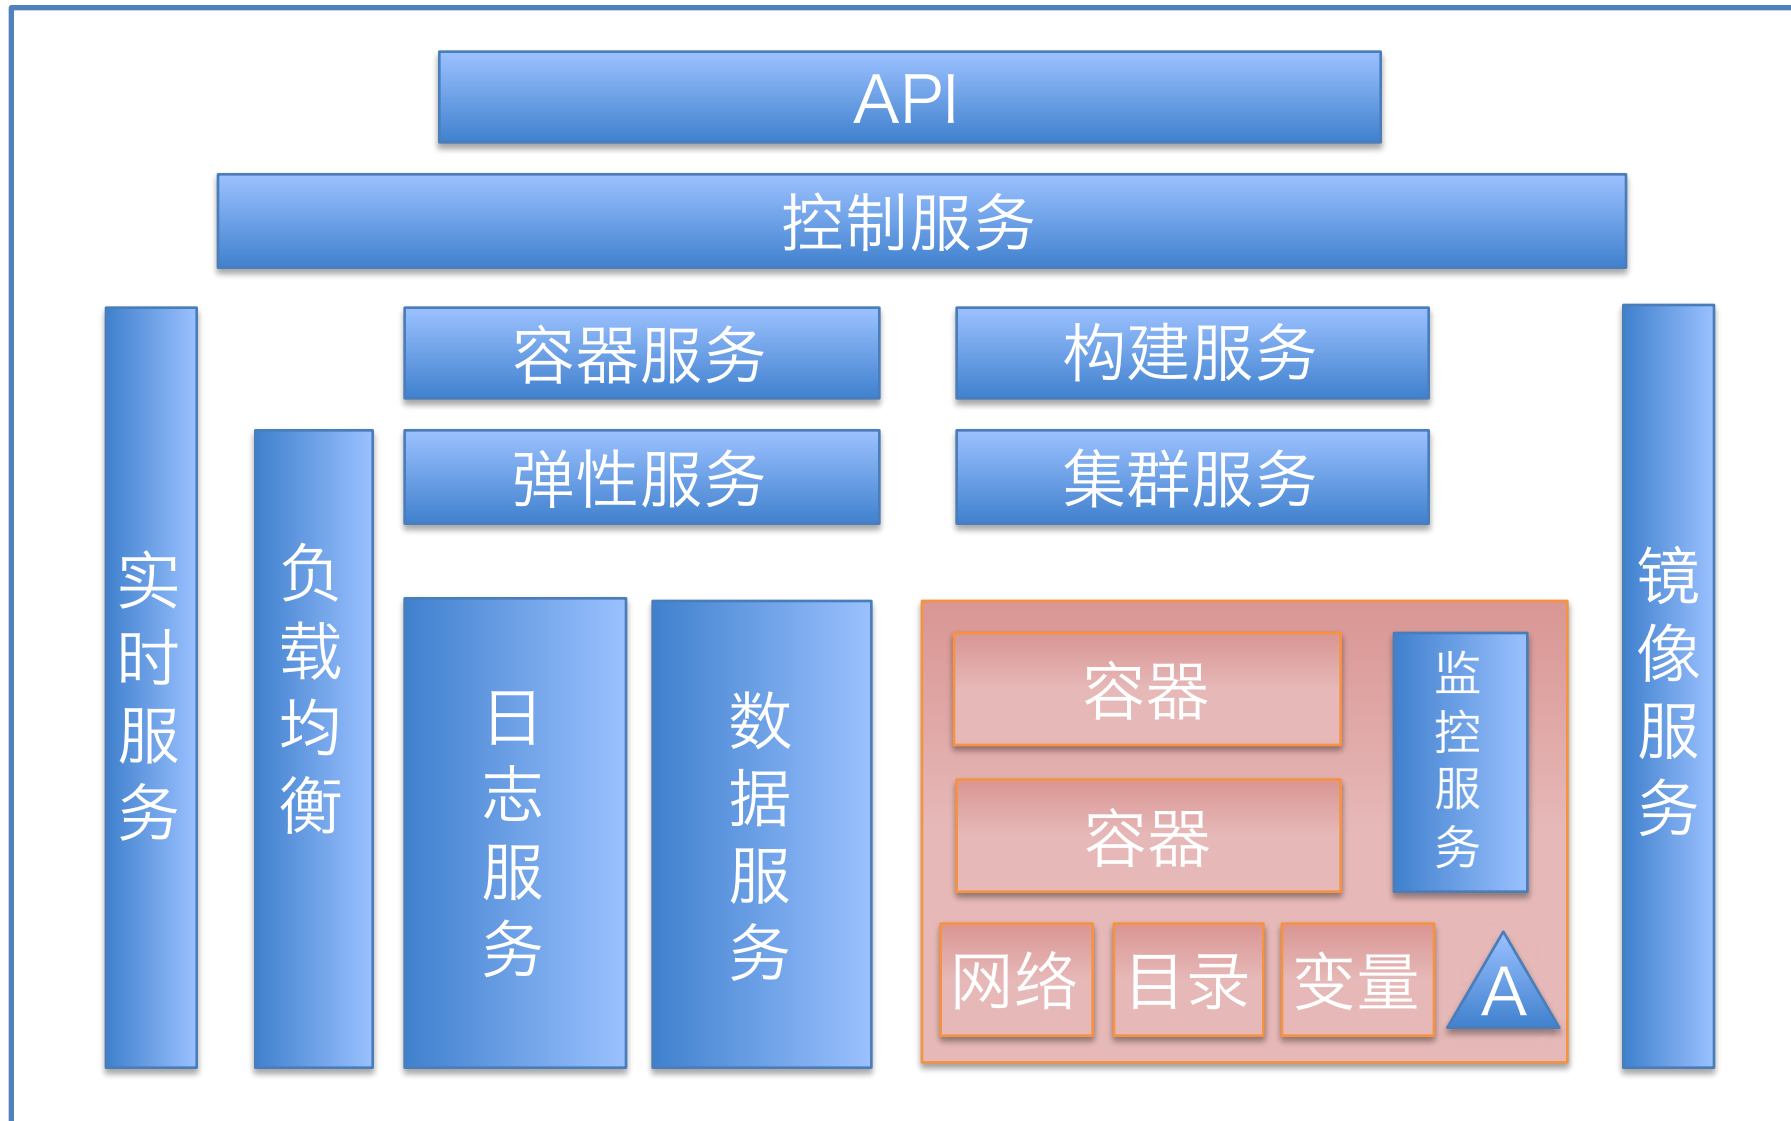 API
控制服务
容器服务
构建服务
弹性服务
集群服务
实时服务
负载均衡
日志服务
数据服务
容器
容器
监控服务
网络
目录
变量
A
镜像服务